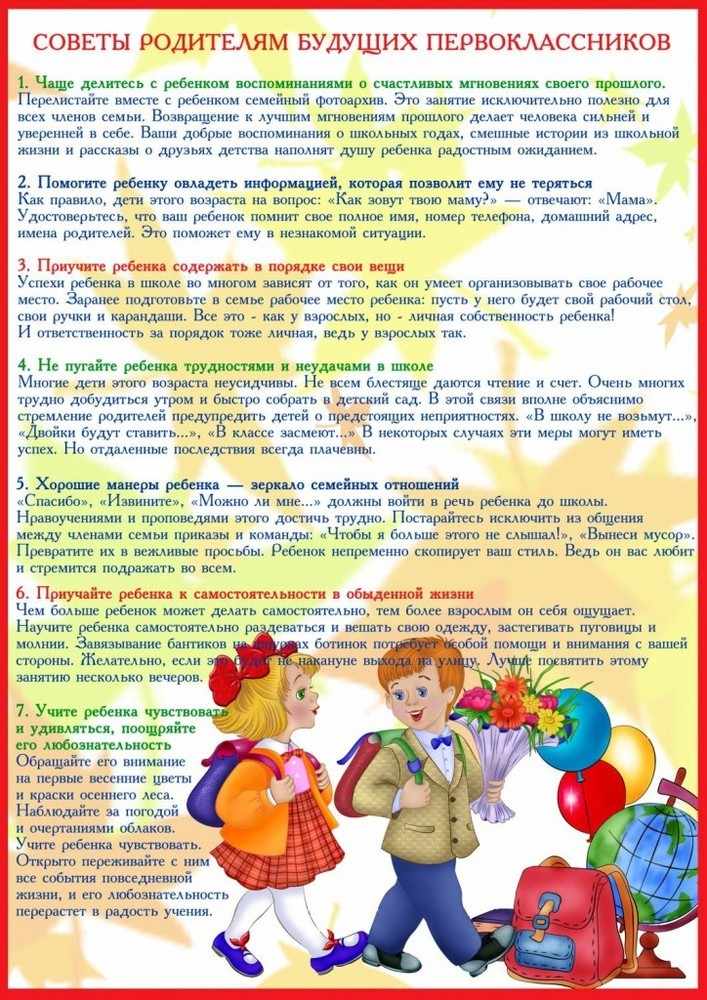 СОВЕТЫ РОДИТЕЛЯМ БУДУЩИХ ПЕРВОКЛАССНИКОВ
1. Чаще делитесь с ребенком воспоминаниями о счастливых мгновениях своего прошлого.
Перелистайте вместе с ребенком семейный фотоархив. Это занятие исключительно полезно для
всех членов семьи. Возвращение к лучшим мгновениям прошлого делает человека сильней и
уверенней в себе. Ваши добрые воспоминания о школьных годах, смешные истории из школьной
жизни и рассказы о друзьях детства наполнят душу ребенка радостным ожиданием.
2. Помогите ребенку овладеть информацией, которая позволит ему не теряться
Как правило, дети этого возраста на вопрос: «Как зовут твою маму?» — отвечают: «Мама».
Удостоверьтесь, что ваш ребенок помнит свое полное имя, номер телефона, домашний адрес,
имена родителей. Это поможет ему в незнакомой ситуации.
3. Приучите ребенка содержать в порядке свои вещи
Успехи ребенка в школе во многом зависят от того, как он умеет организовывать свое рабочее
место. Заранее подготовьте в семье рабочее место ребенка: пусть у него будет свой рабочий стол,
свои ручки и карандаши. Все это - как у взрослых, но - личная собственность ребенка!
И ответственность за порядок тоже личная, ведь у взрослых так.
4. Не пугайте ребенка трудностями и неудачами в школе
Многие дети этого возраста неусидчивы. Не всем блестяще даются чтение и счет. Очень многих
трудно добудиться утром и быстро собрать в детский сад. В этой связи вполне объяснимо
стремление родителей предупредить детей о предстоящих неприятностях. «В школу не возьмут...»,
«Двойки будут ставить...», «В классе засмеют...» В некоторых случаях эти меры могут иметь
успех. Но отдаленные последствия всегда плачевны.
5. Хорошие манеры ребенка — зеркало семейных отношений
«Спасибо», «Извините», «Можно ли мне...» должны войти в речь ребенка до школы.
Нравоучениями и проповедями этого достичь трудно. Постарайтесь исключить из общения
между членами семьи приказы и команды: «Чтобы я больше этого не слышал!», «Вынеси мусор».
Превратите их в вежливые просьбы. Ребенок непременно скопирует ваш стиль. Ведь он вас любит
и стремится подражать во всем.
6. Приучайте ребенка к самостоятельности в обыденной жизни
Чем больше ребенок может делать самостоятельно, тем более взрослым он себя ощущает.
Научите ребенка самостоятельно раздеваться и вешать свою одежду, застегивать пуговицы и
молнии. Завязывание бантиков на шнурках ботинок потребует особой помощи и внимания с вашей
стороны. Желательно, если это будет не накануне выхода на улицу. Лучше посвятить этому
занятию несколько вечеров.
7. Учите ребенка чувствовать
и удивляться, поощряйте
его любознательность
Обращайте его внимание
на первые весенние цветы
и краски осеннего леса.
Наблюдайте за погодой
и очертаниями облаков.
Учите ребенка чувствовать.
Открыто переживайте с ним
все события повседневной
жизни, и его любознательность
перерастет в радость учения.